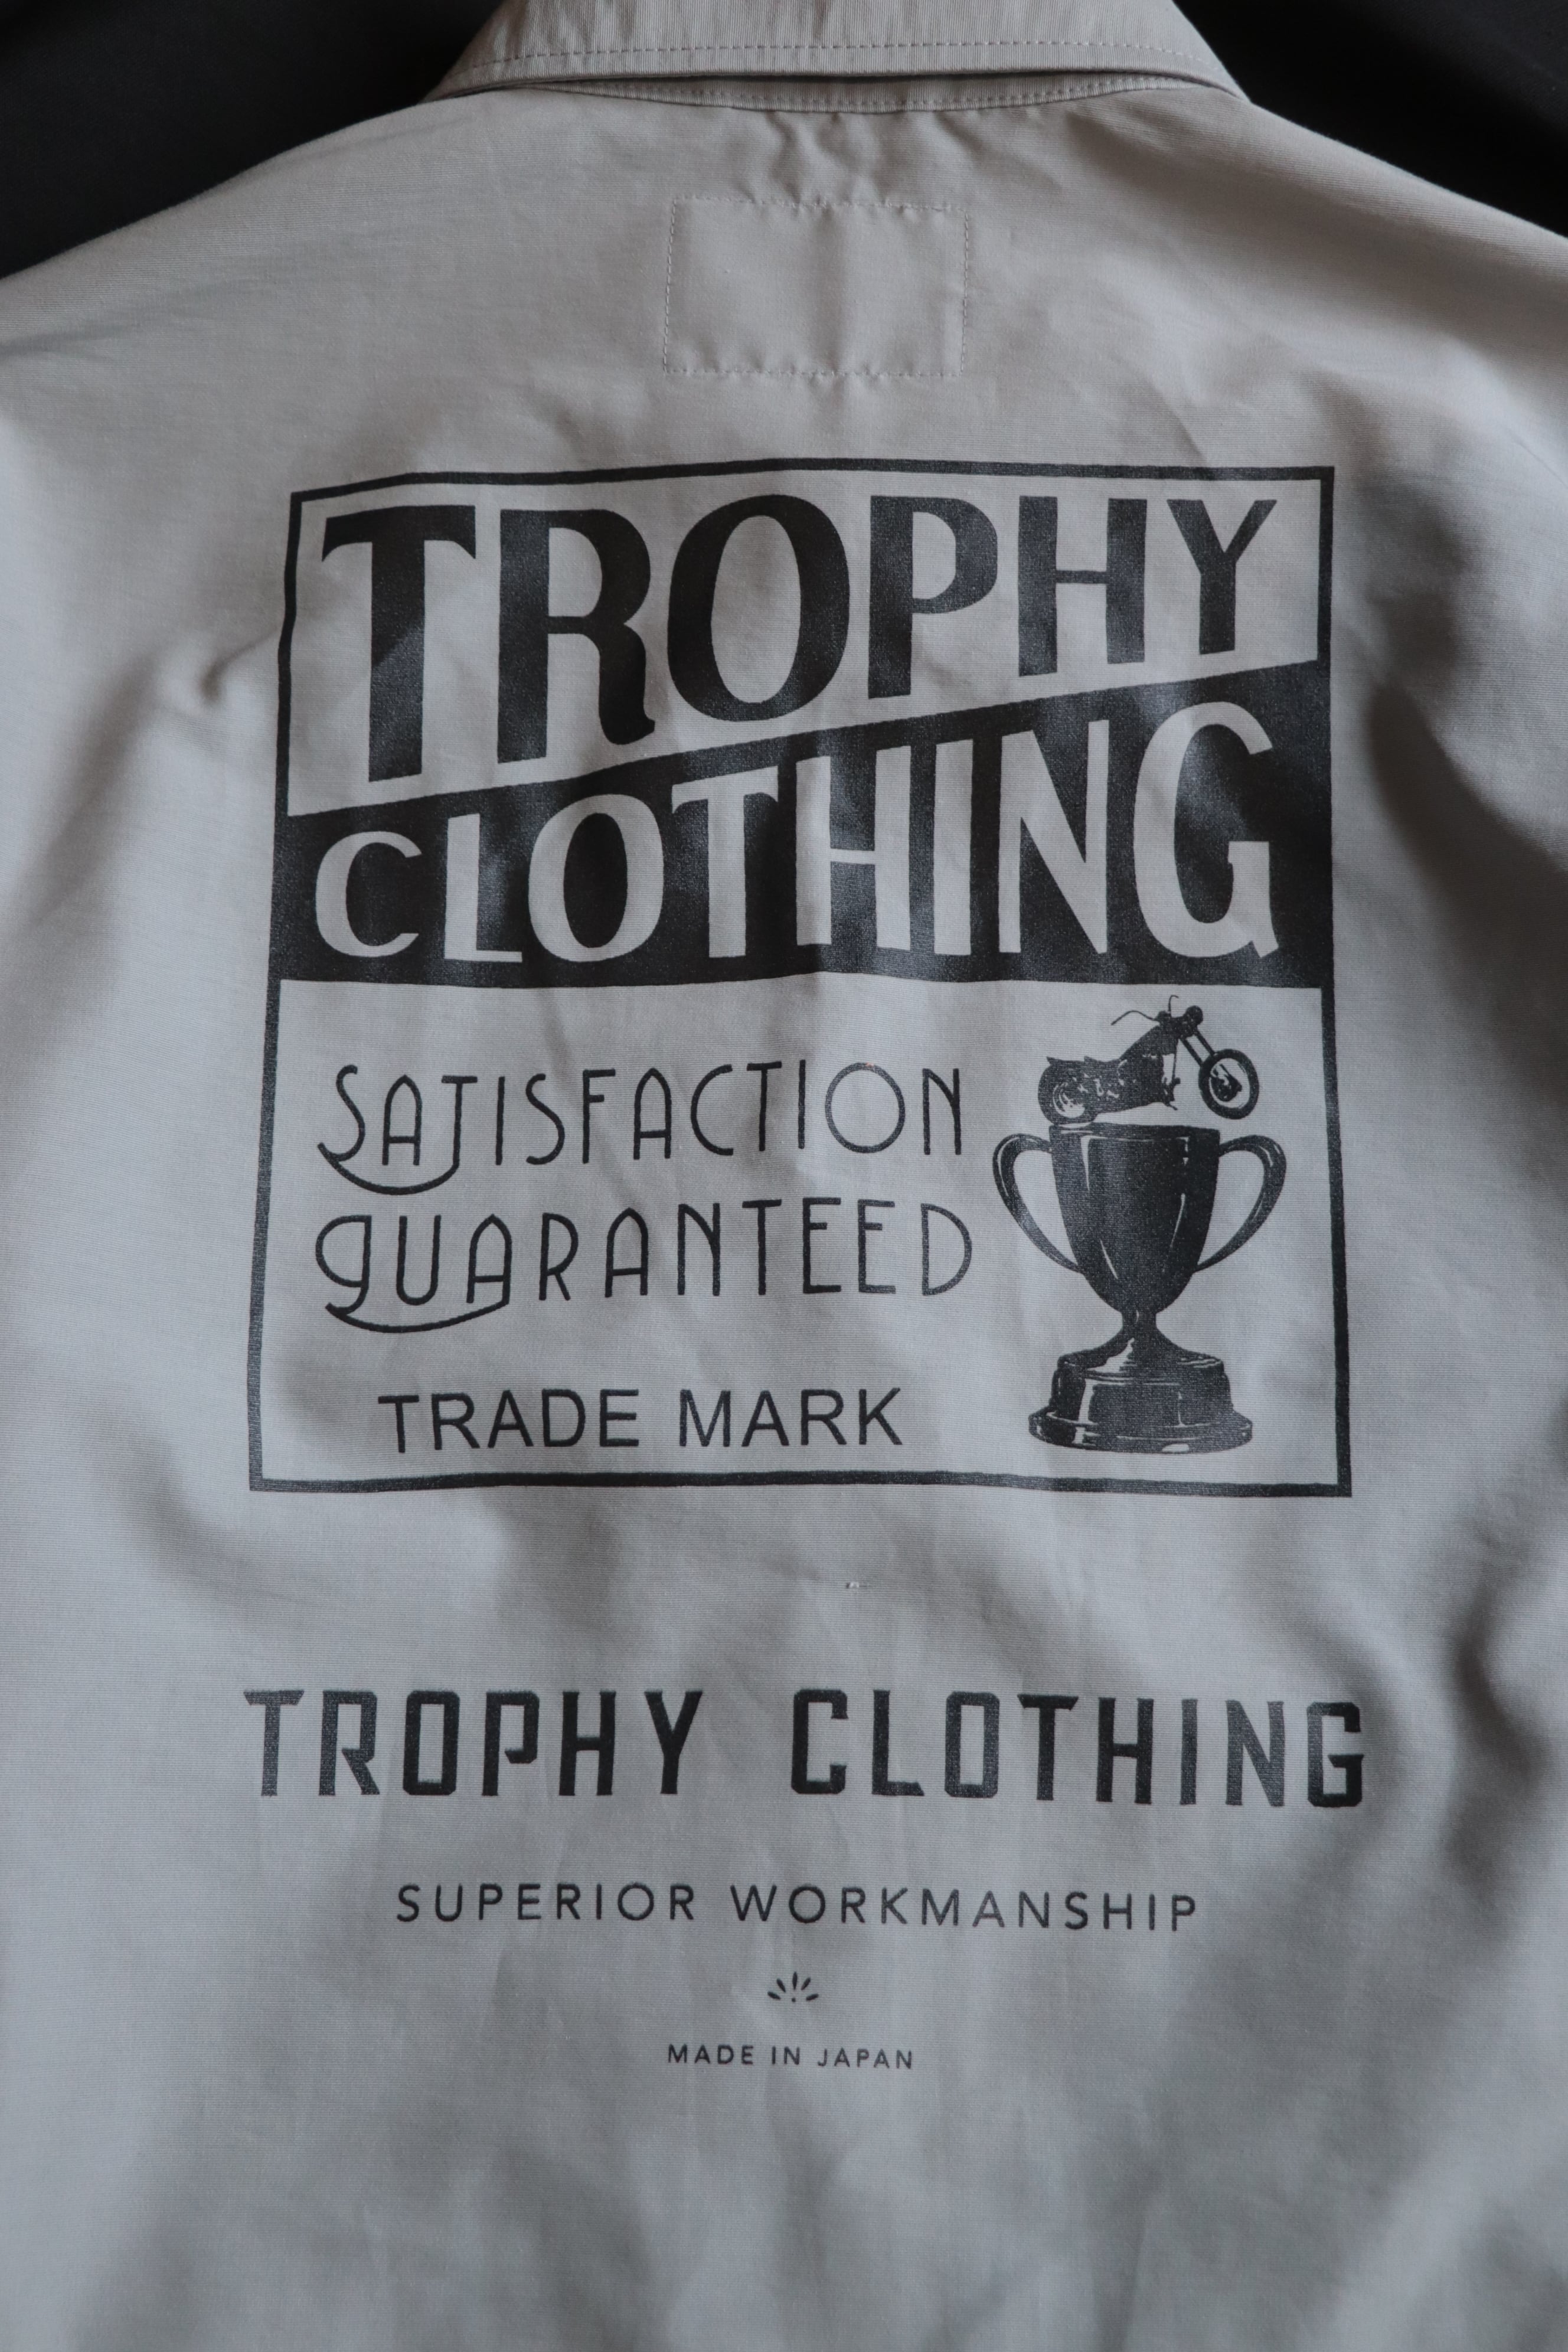 TROPHY
CLOTHING
SATISFACTION
GUARANTEED
TRADE MARK
TROPHY CLOTHING
SUPERIOR WORKMANSHIP
MADE IN JAPAN